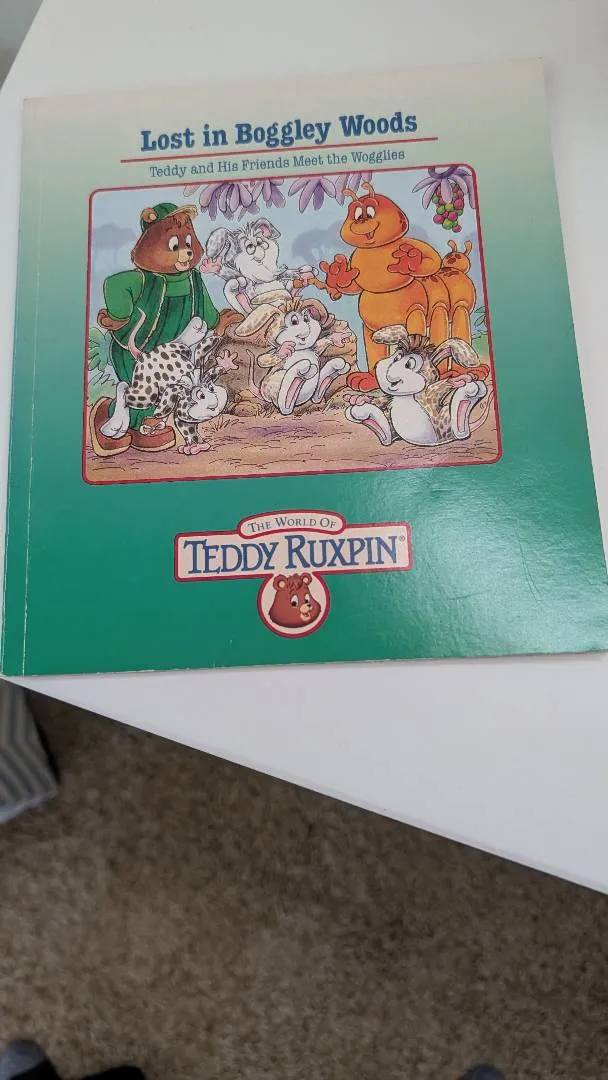 Lost in Boggley Woods
Teddy and His Friends Meet the Wogglies
THE WORLD OF
TEDDY RUXPIN®